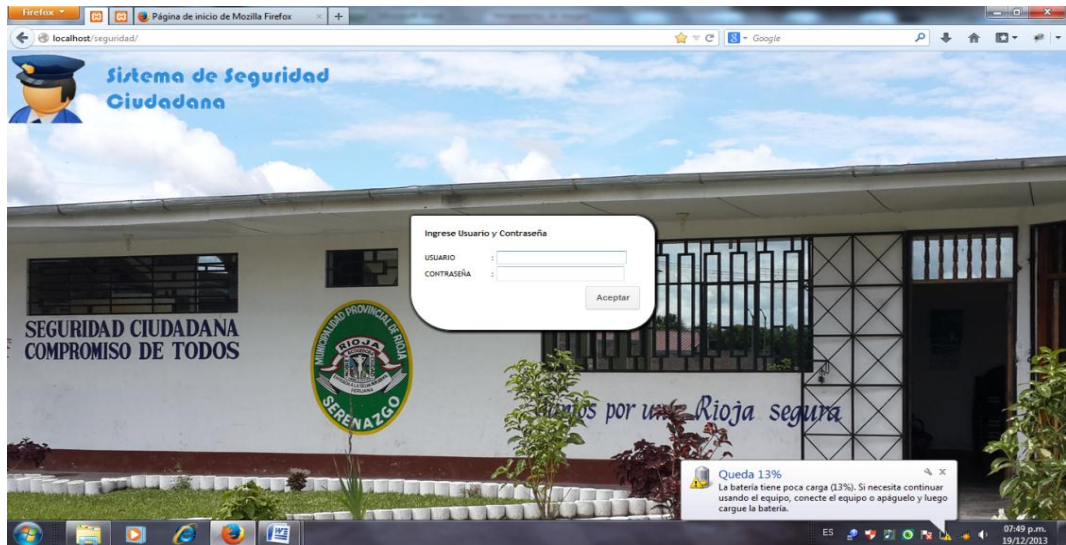 Firefox
Página de inicio de Mozilla Firefox
localhost/seguridad/
Google
Sistema de Seguridad
Ciudadana
Ingrese Usuario y Contraseña
USUARIO :
CONTRASEÑA :
Aceptar
SEGURIDAD CIUDADANA
COMPROMISO DE TODOS
MUNICIPALIDAD PROVINCIAL DE RIOJA
RIOJA
SERENAZGO
por una Rioja segura
Queda 13%
La batería tiene poca carga (13%). Si necesita continuar
usando el equipo, conecte el equipo o apáguelo y luego
cargue la batería.
ES
07:49 p.m.
19/12/2013